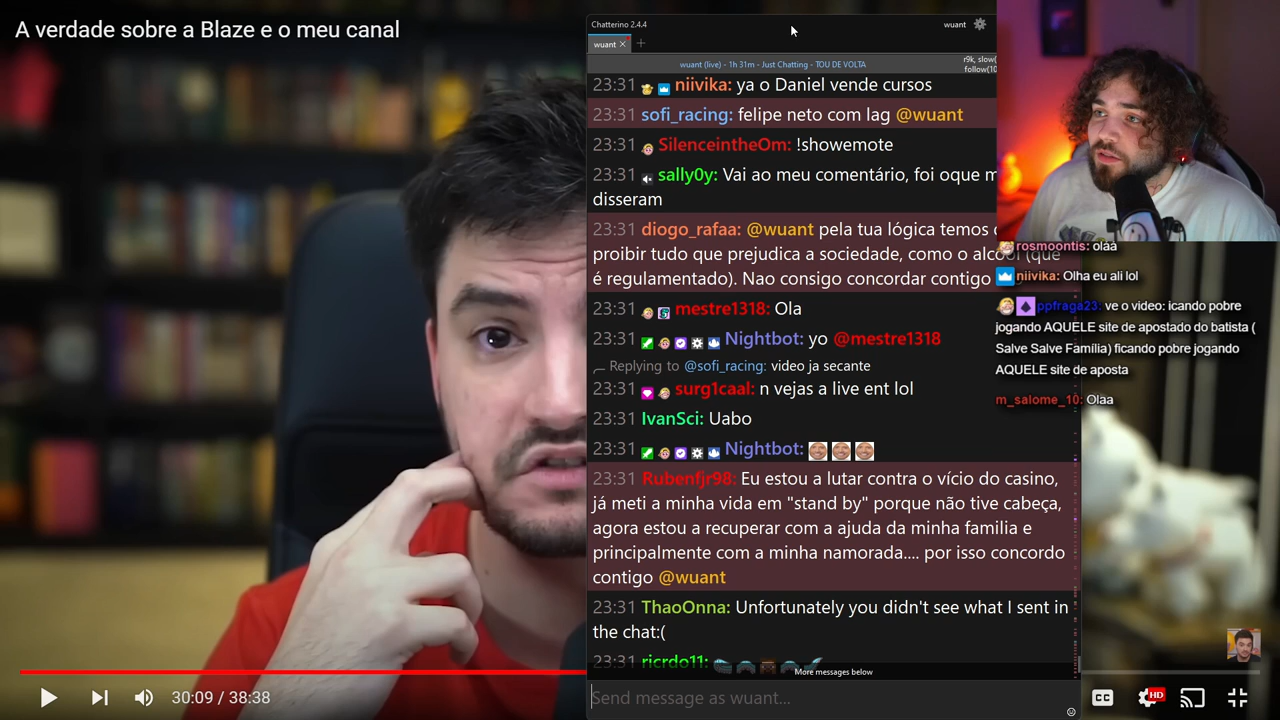 A verdade sobre a Blaze e o meu canal
Chatterino 2.4.4
wuant
wuant
wuant (live) - 1h 31m - Just Chatting - TOU DE VOLTA
r9k, slow(
follow(10
23:31 niivika: ya o Daniel vende cursos
23:31 sofi_racing: felipe neto com lag @wuant
23:31 SilenceintheOm: !showemote
23:31 sally0y: Vai ao meu comentário, foi oque m
disseram
23:31 diogo_rafaa: @wuant pela tua lógica temos
proibir tudo que prejudica a sociedade, como o alcool (que
é regulamentado). Nao consigo concordar contigo
23:31 mestre1318: Ola
23:31 Nightbot: yo @mestre1318
Replying to @sofi_racing: video ja secante
23:31 surg1caal: n vejas a live ent lol
23:31 IvanSci: Uabo
23:31 Nightbot:
23:31 Rubenfjr98: Eu estou a lutar contra o vício do casino,
já meti a minha vida em "stand by" porque não tive cabeça,
agora estou a recuperar com a ajuda da minha familia e
principalmente com a minha namorada.... por isso concordo
contigo @wuant
23:31 ThaoOnna: Unfortunately you didn't see what I sent in
the chat:(
23:31 ricrdo11:
More messages below
Send message as wuant...
rosmoontis: olaa
niivika: Olha eu ali lol
ppfraga23: ve o video: icando pobre
jogando AQUELE site de apostado do batista (
Salve Salve Família) ficando pobre jogando
AQUELE site de aposta
m_salome_10: Olaa
30:09 / 38:38
CC
HD